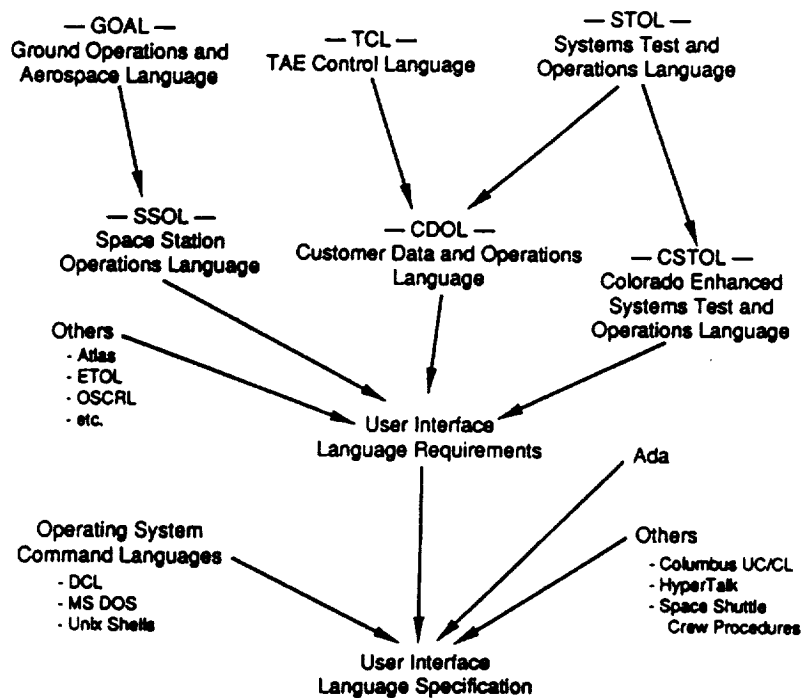 — GOAL —
Ground Operations and
Aerospace Language
— TCL —
TAE Control Language
— STOL —
Systems Test and
Operations Language
— SSOL —
Space Station
Operations Language
— CDOL —
Customer Data and Operations
Language
— CSTOL —
Colorado Enhanced
Systems Test and
Operations Language
Others
- Atlas
- ETOL
- OSCRL
- etc.
User Interface
Language Requirements
Ada
Operating System
Command Languages
- DCL
- MS DOS
- Unix Shells
Others
- Columbus UC/CL
- HyperTalk
- Space Shuttle
Crew Procedures
User Interface
Language Specification